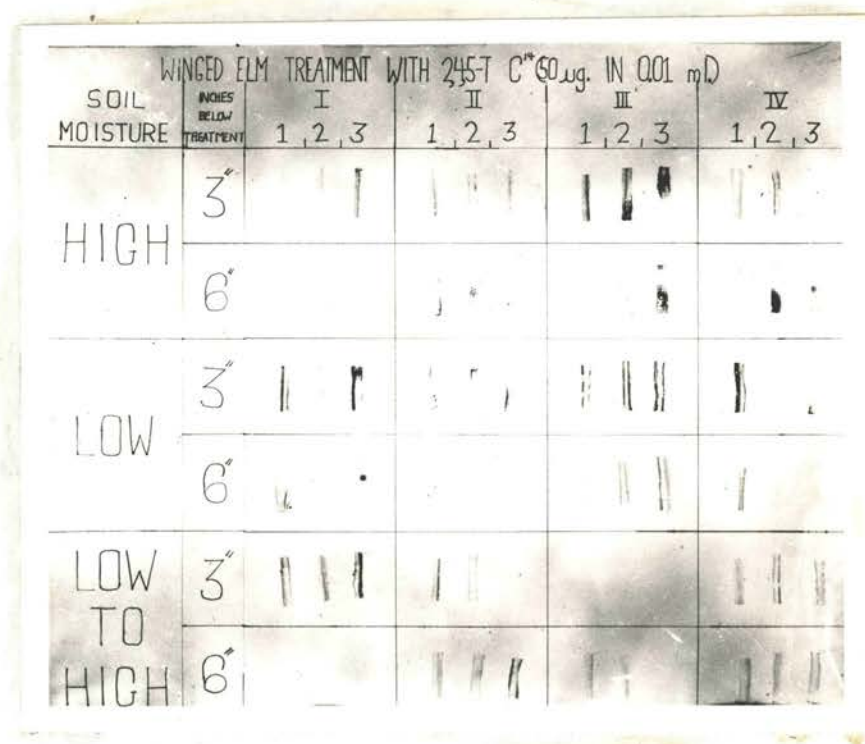 WINGED ELM TREATMENT WITH 2,4,5-T C¹⁴ (50 µg. IN 0.01 ml.)
SOIL MOISTURE
INCHES BELOW TREATMENT
I II III IV
1, 2, 3 1, 2, 3 1, 2, 3 1, 2, 3
HIGH
3"
6"
LOW
3"
6"
LOW TO HIGH
3"
6"